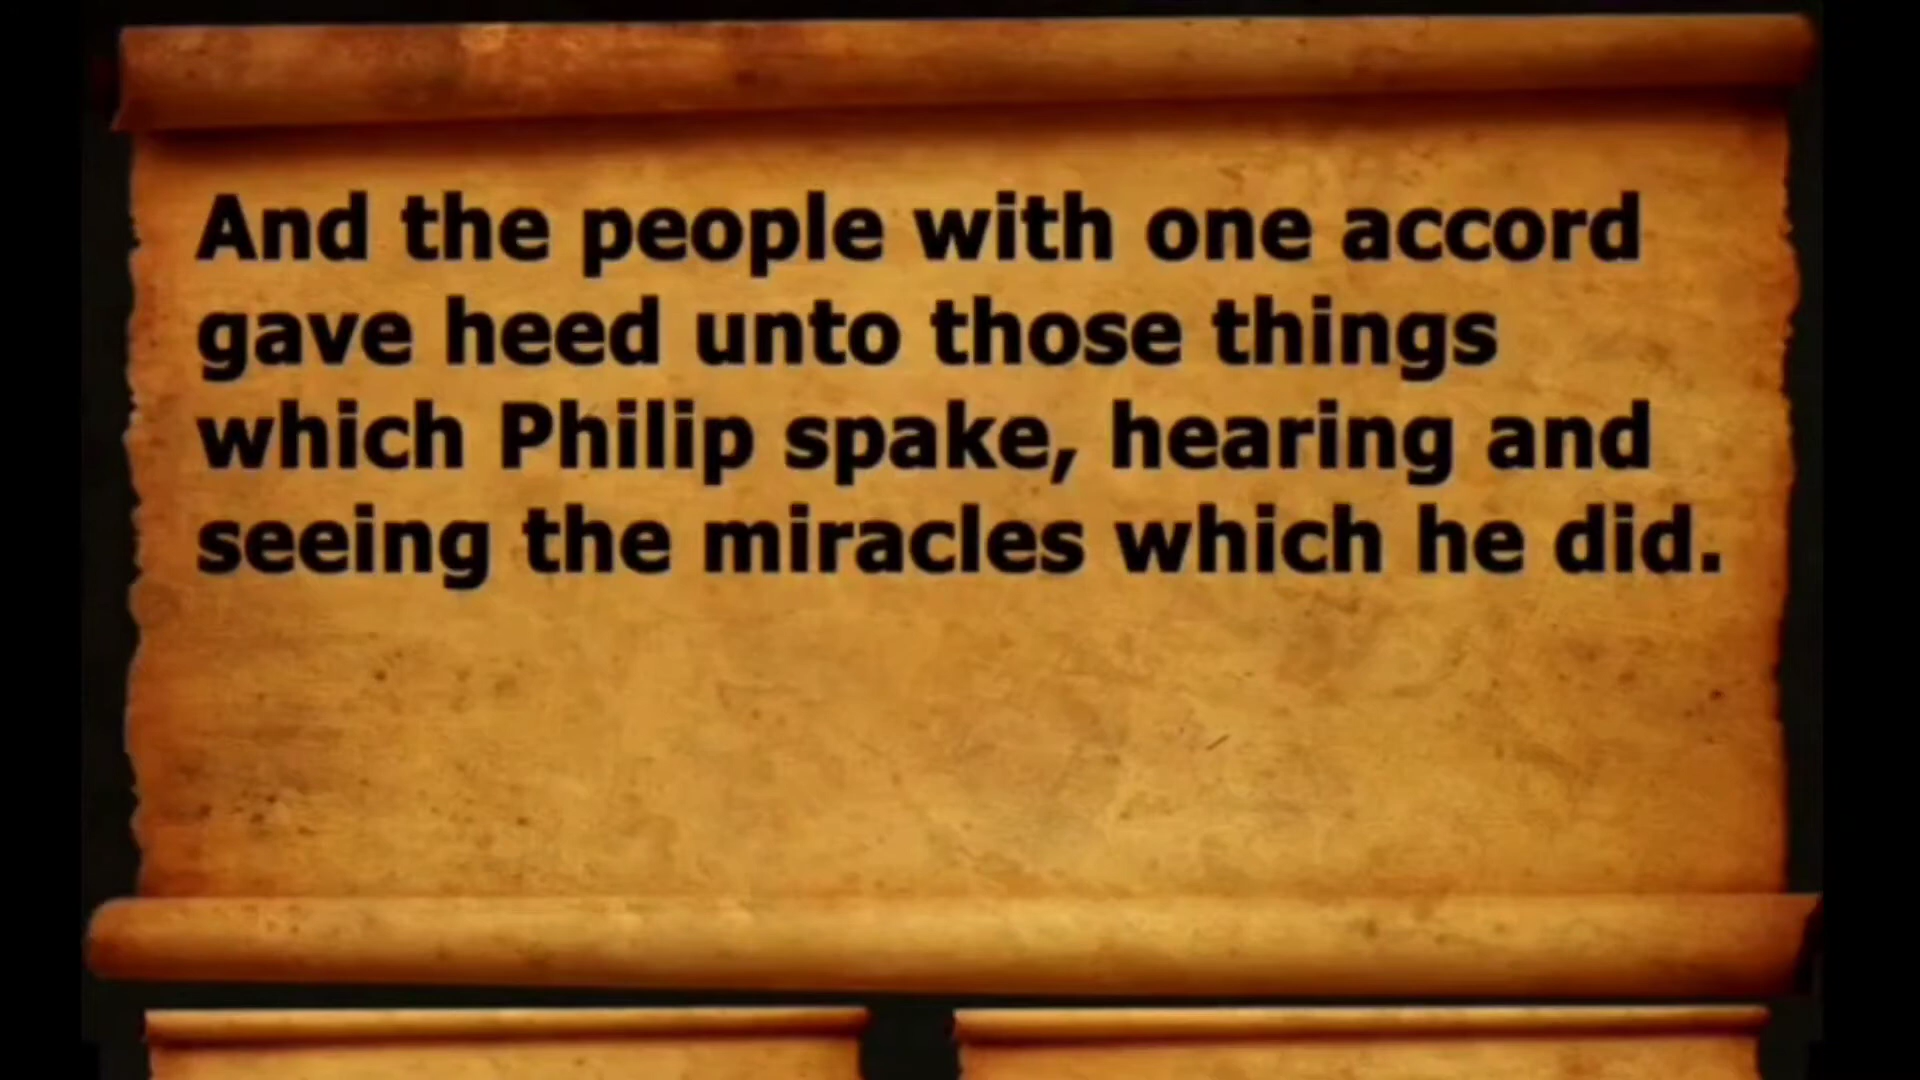 And the people with one accord
gave heed unto those things
which Philip spake, hearing and
seeing the miracles which he did.